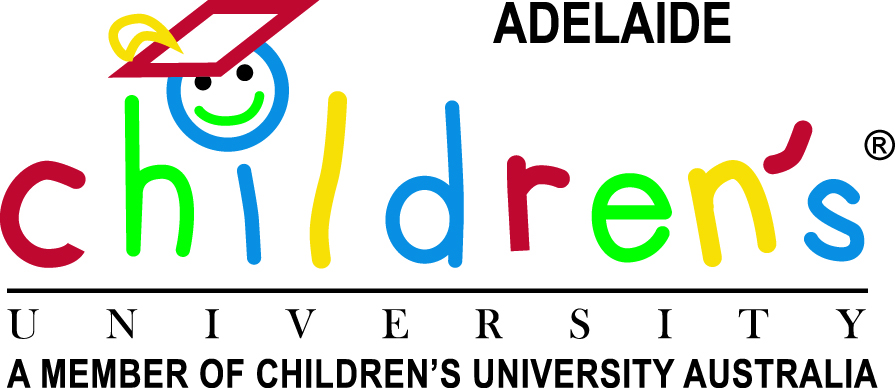 ADELAIDE
children's®
UNIVERSITY
A MEMBER OF CHILDREN’S UNIVERSITY AUSTRALIA